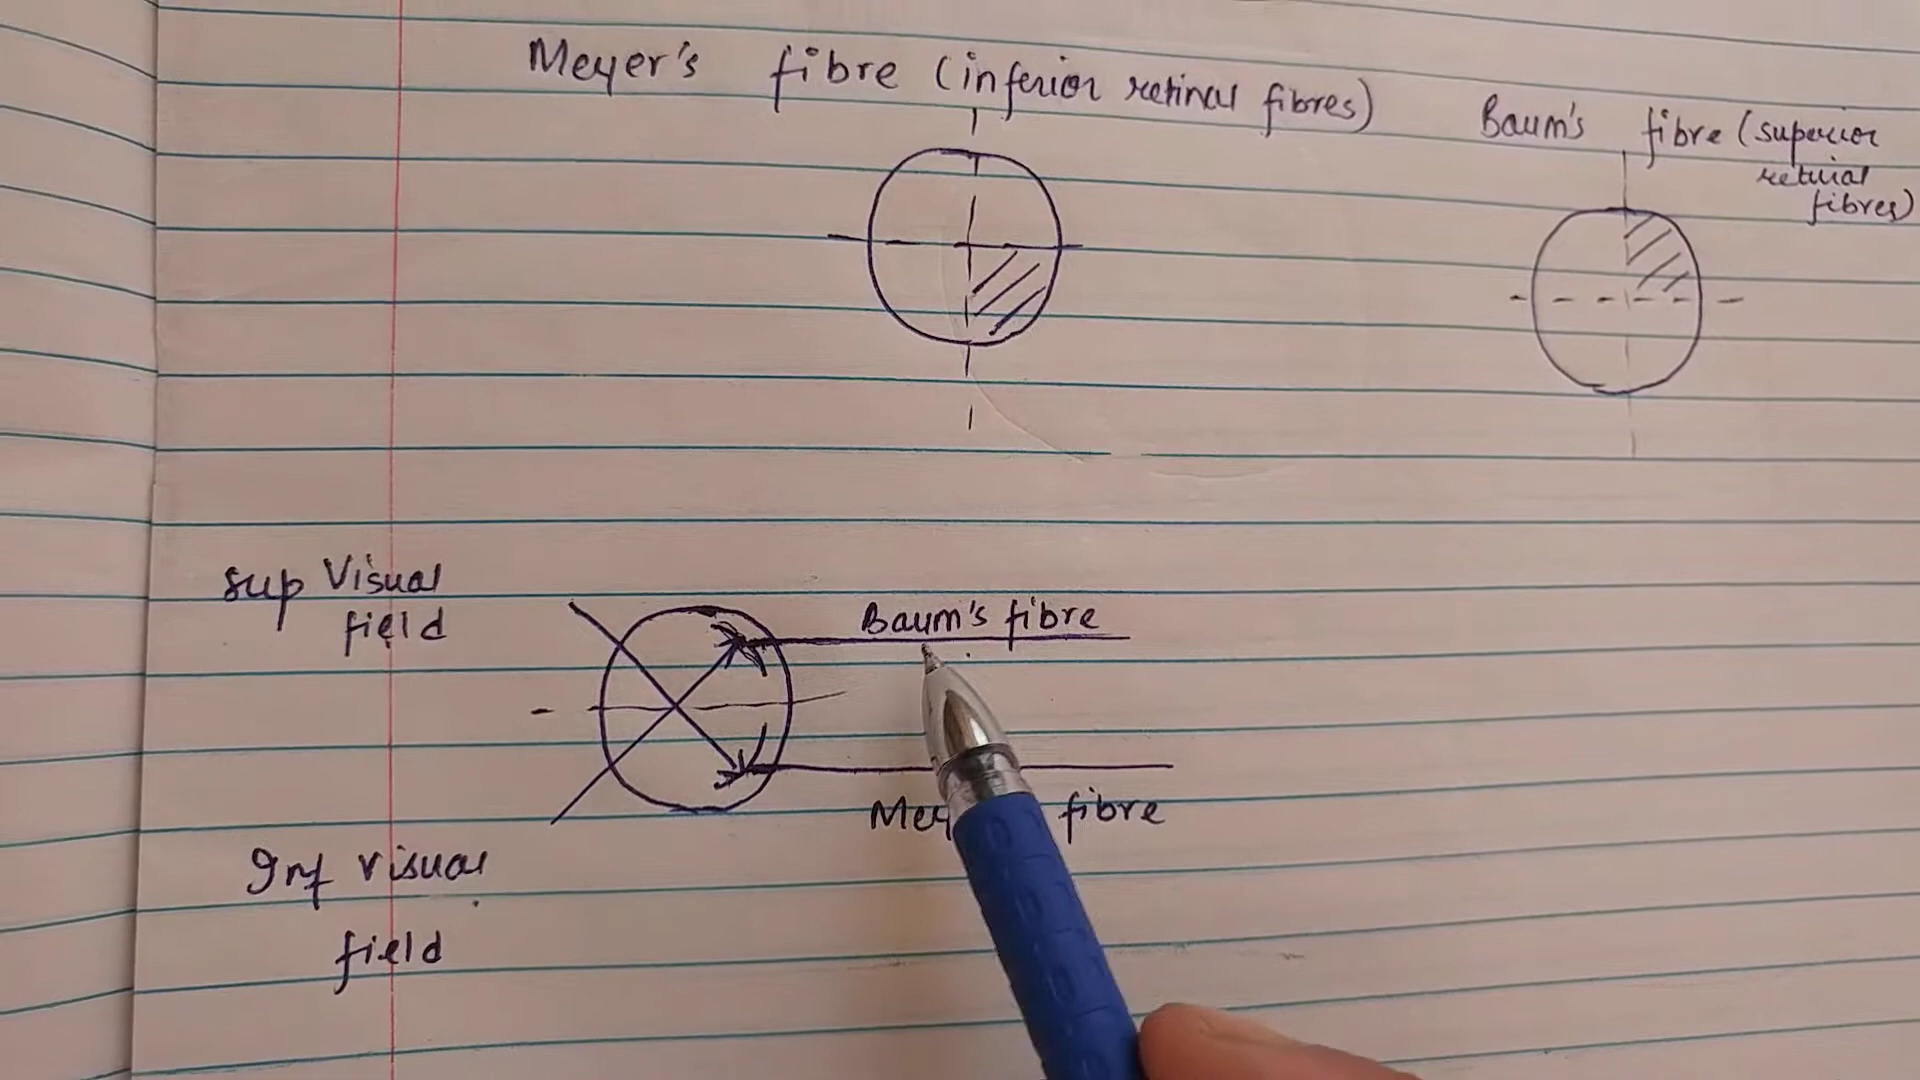 Meyer's fibre (inferior retinal fibres)
Baum's fibre (superior
retinal
fibres)
sup Visual
field
Baum's fibre
fibre
Inf visual
field